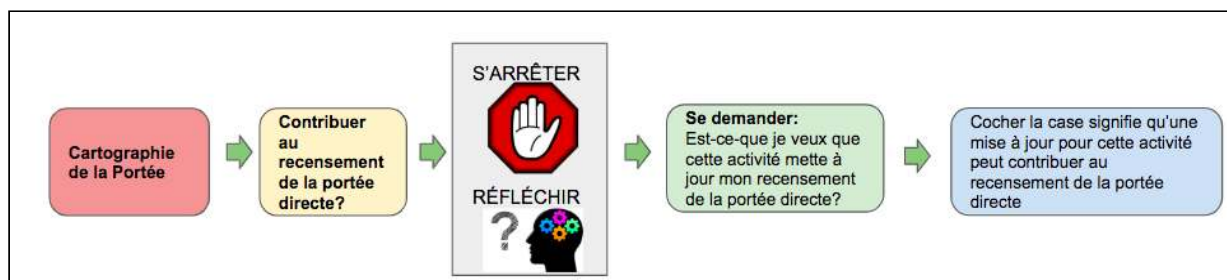 Cartographie
de la Portée
Contribuer
au
recensement
de la portée
directe?
S'ARRÊTER
RÉFLÉCHIR
?
Se demander:
Est-ce-que je veux que
cette activité mette à
jour mon recensement
de la portée directe?
Cocher la case signifie qu'une
mise à jour pour cette activité
peut contribuer au
recensement de la portée
directe